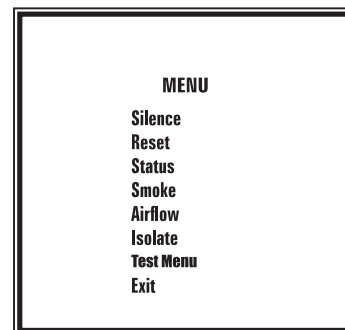 MENU
Silence
Reset
Status
Smoke
Airflow
Isolate
Test Menu
Exit